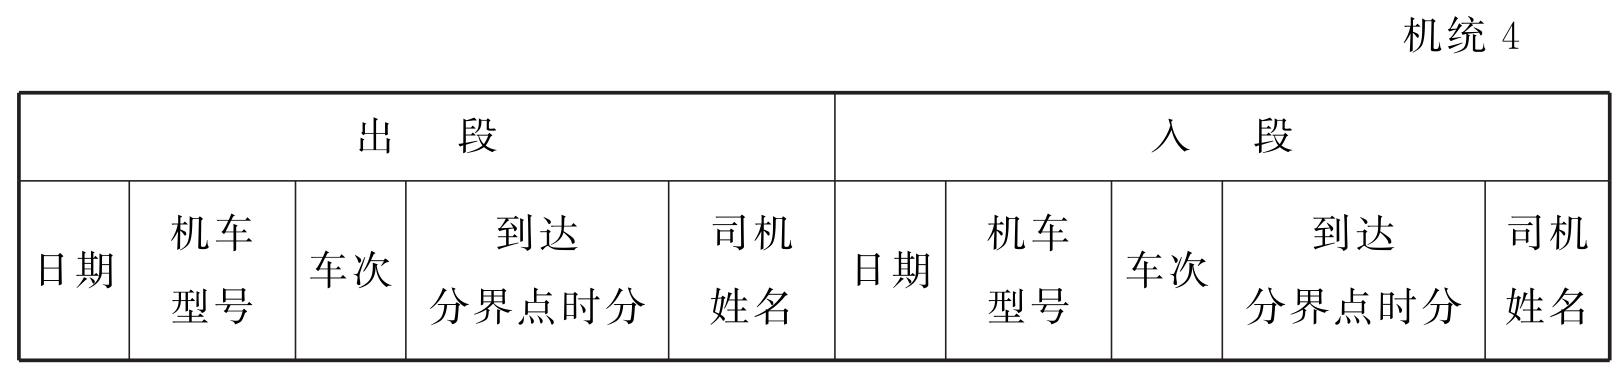 机统 4
出 段
入 段
日期
机车
型号
车次
到达
分界点时分
司机
姓名
日期
机车
型号
车次
到达
分界点时分
司机
姓名